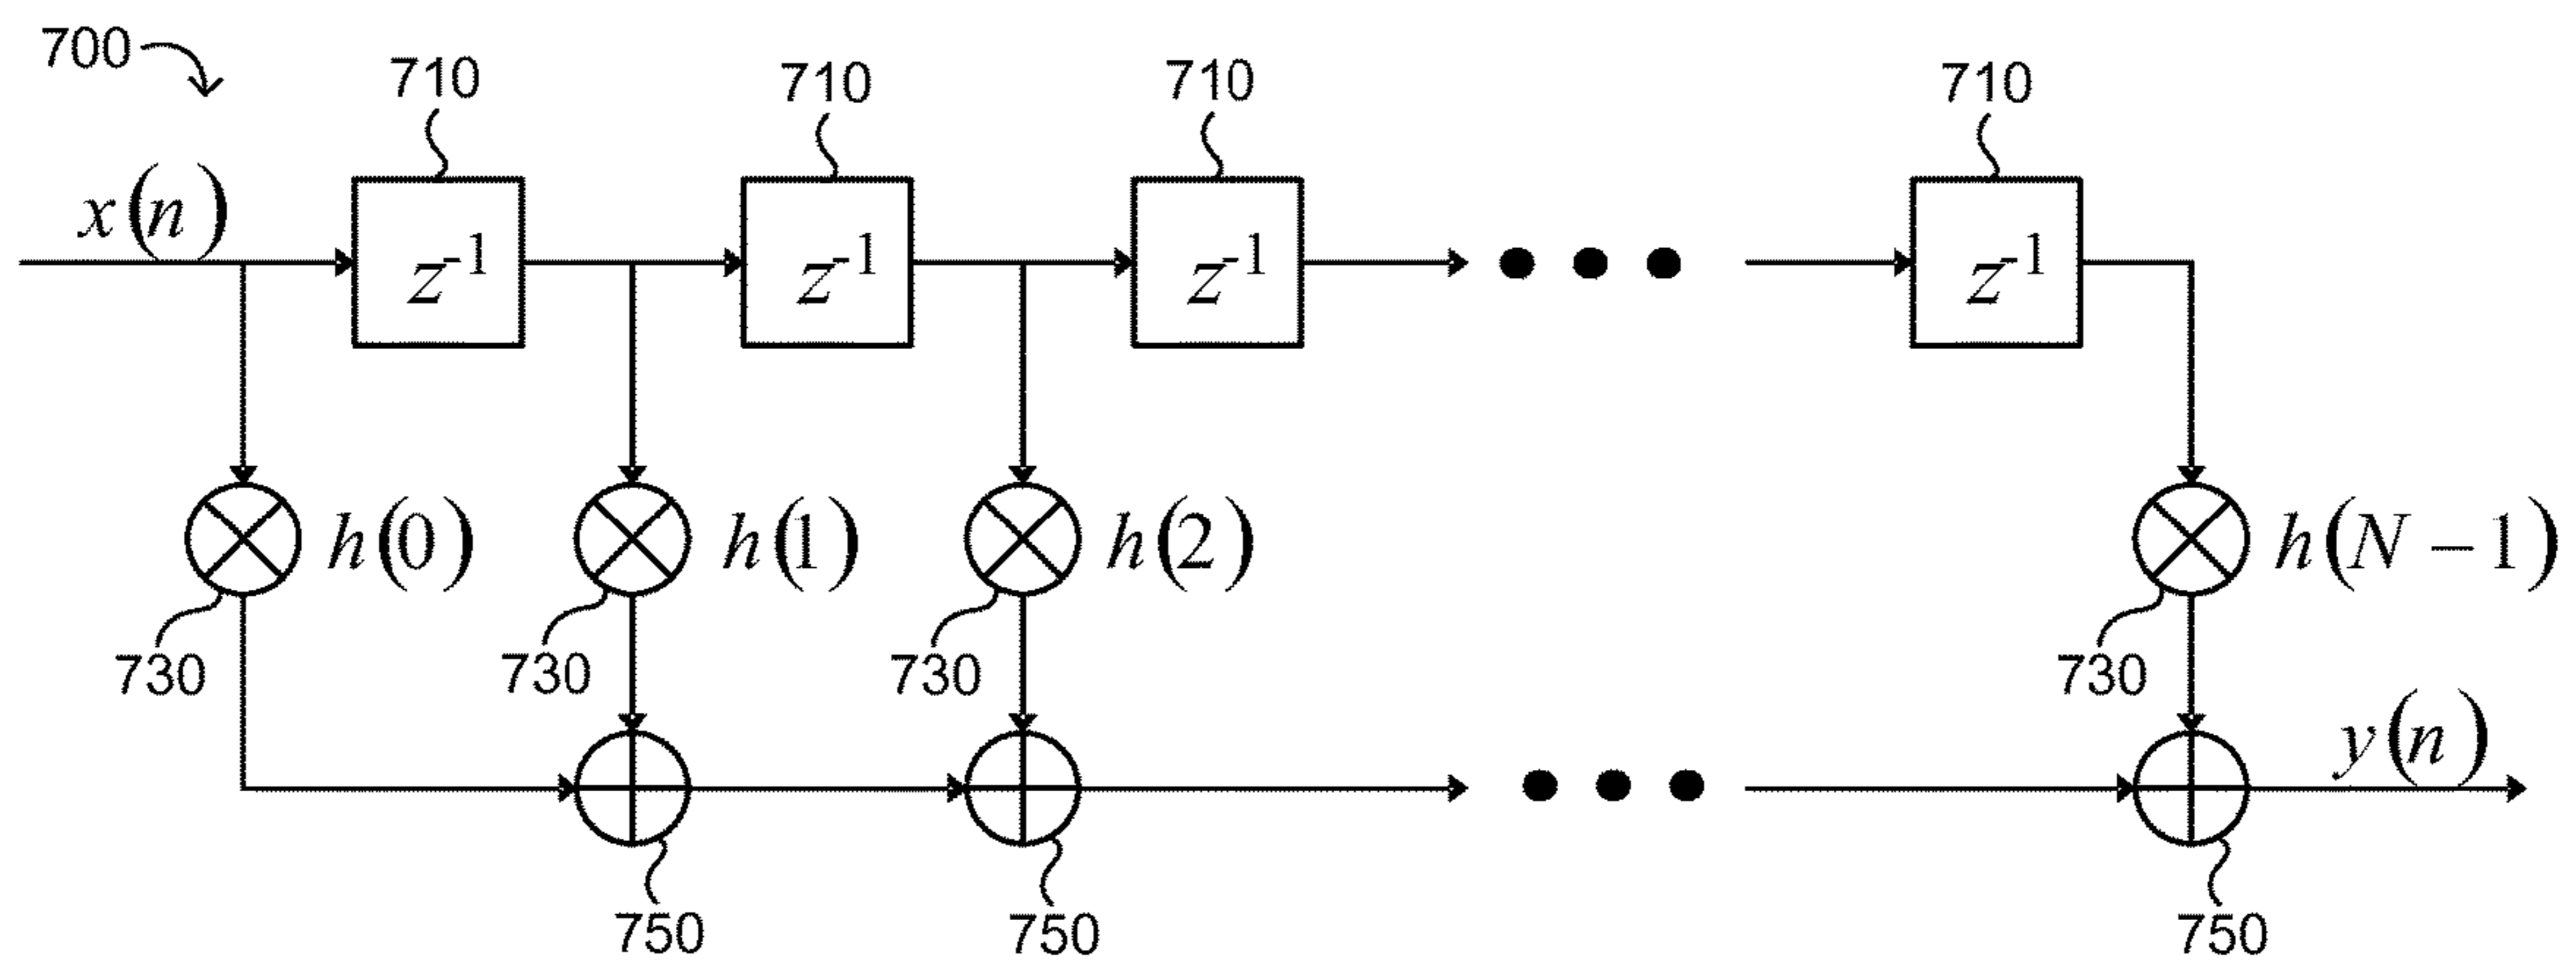 700
710 710 710 710
x(n)
z⁻¹ z⁻¹ z⁻¹ z⁻¹
h(0) h(1) h(2) h(N – 1)
730 730 730 730
y(n)
750 750 750